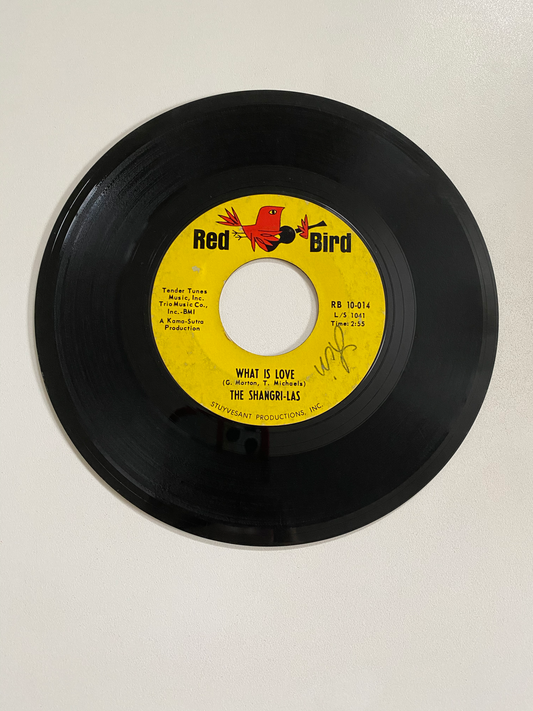 Red Bird
Tender Tunes
Music, Inc.
Trio Music Co.,
Inc.-BMI
A Kama-Sutra
Production
RB 10-014
L/S 1041
Time: 2:55
WHAT IS LOVE
(G. Morton, T. Michaels)
THE SHANGRI-LAS
STUYVESANT PRODUCTIONS, INC.